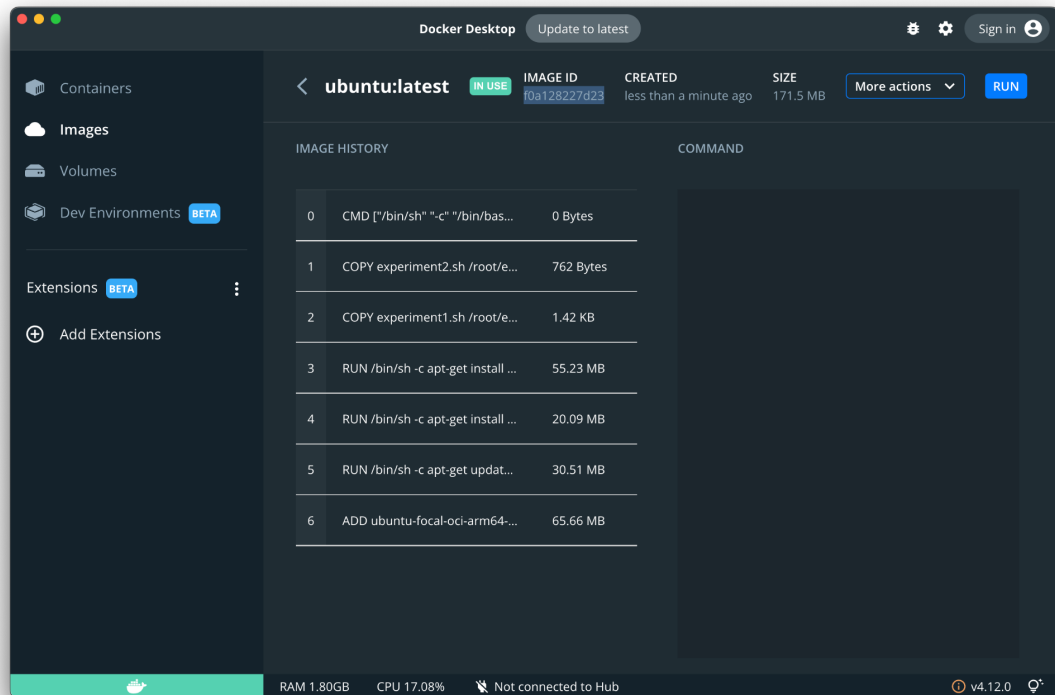 Docker Desktop Update to latest Sign in
Containers
Images
Volumes
Dev Environments BETA
Extensions BETA
Add Extensions
ubuntu:latest IN USE
IMAGE ID
f0a128227d23
CREATED
less than a minute ago
SIZE
171.5 MB
More actions
RUN
IMAGE HISTORY
0 CMD ["/bin/sh" "-c" "/bin/bas... 0 Bytes
1 COPY experiment2.sh /root/e... 762 Bytes
2 COPY experiment1.sh /root/e... 1.42 KB
3 RUN /bin/sh -c apt-get install ... 55.23 MB
4 RUN /bin/sh -c apt-get install ... 20.09 MB
5 RUN /bin/sh -c apt-get updat... 30.51 MB
6 ADD ubuntu-focal-oci-arm64-... 65.66 MB
COMMAND
RAM 1.80GB CPU 17.08% Not connected to Hub v4.12.0